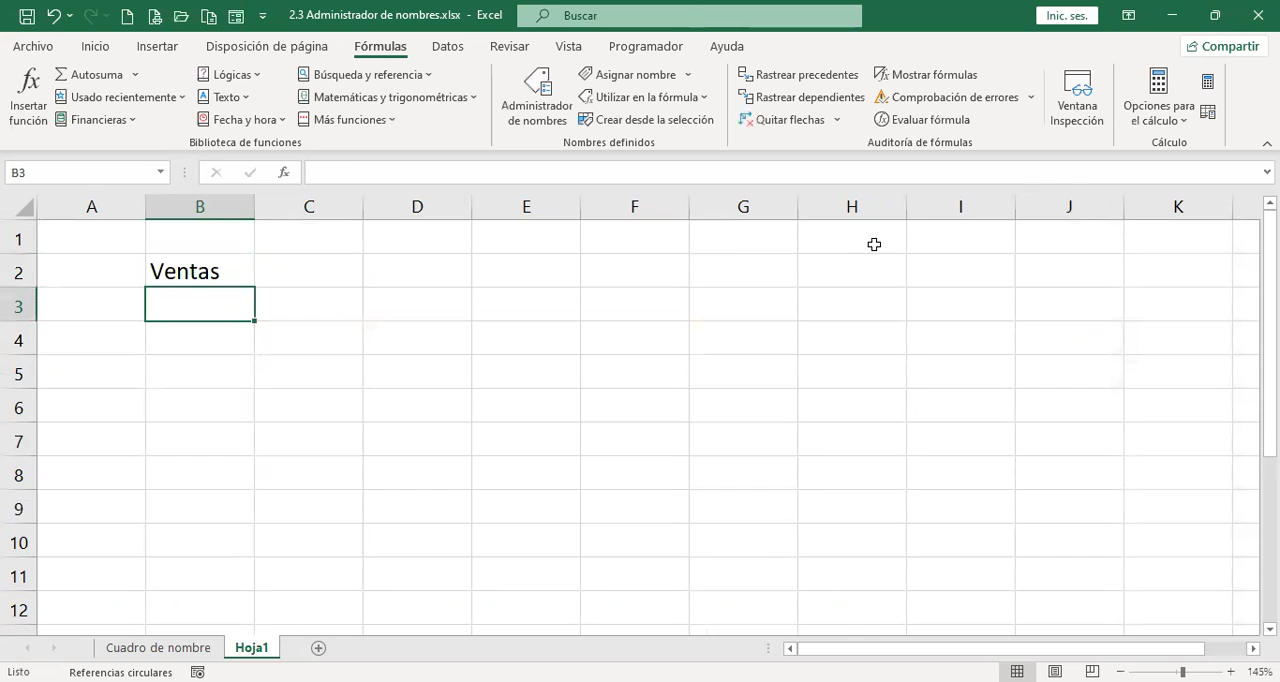 2.3 Administrador de nombres.xlsx - Excel
Buscar
Inic. ses.
Archivo Inicio Insertar Disposición de página Fórmulas Datos Revisar Vista Programador Ayuda
Compartir
Insertar función
Autosuma
Usado recientemente
Financieras
Lógicas
Texto
Fecha y hora
Búsqueda y referencia
Matemáticas y trigonométricas
Más funciones
Biblioteca de funciones
Administrador de nombres
Asignar nombre
Utilizar en la fórmula
Crear desde la selección
Nombres definidos
Rastrear precedentes
Rastrear dependientes
Quitar flechas
Mostrar fórmulas
Comprobación de errores
Evaluar fórmula
Auditoría de fórmulas
Ventana Inspección
Opciones para el cálculo
Cálculo
B3
fx
A B C D E F G H I J K
1
2 Ventas
3
4
5
6
7
8
9
10
11
12
Cuadro de nombre Hoja1
Listo Referencias circulares 145%